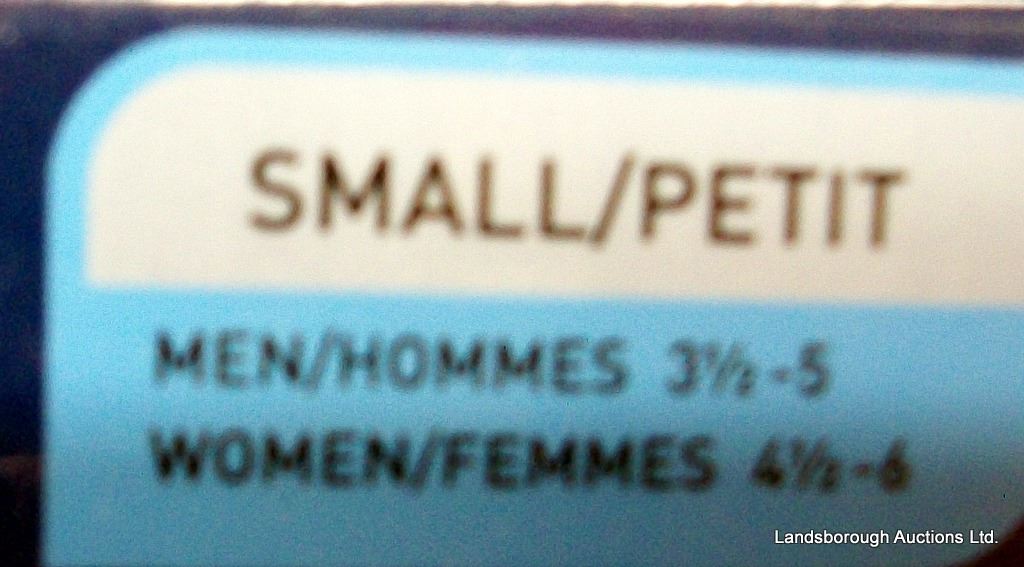 SMALL/PETIT
MEN/HOMMES 3½-5
WOMEN/FEMMES 4½-6
Landsborough Auctions Ltd.